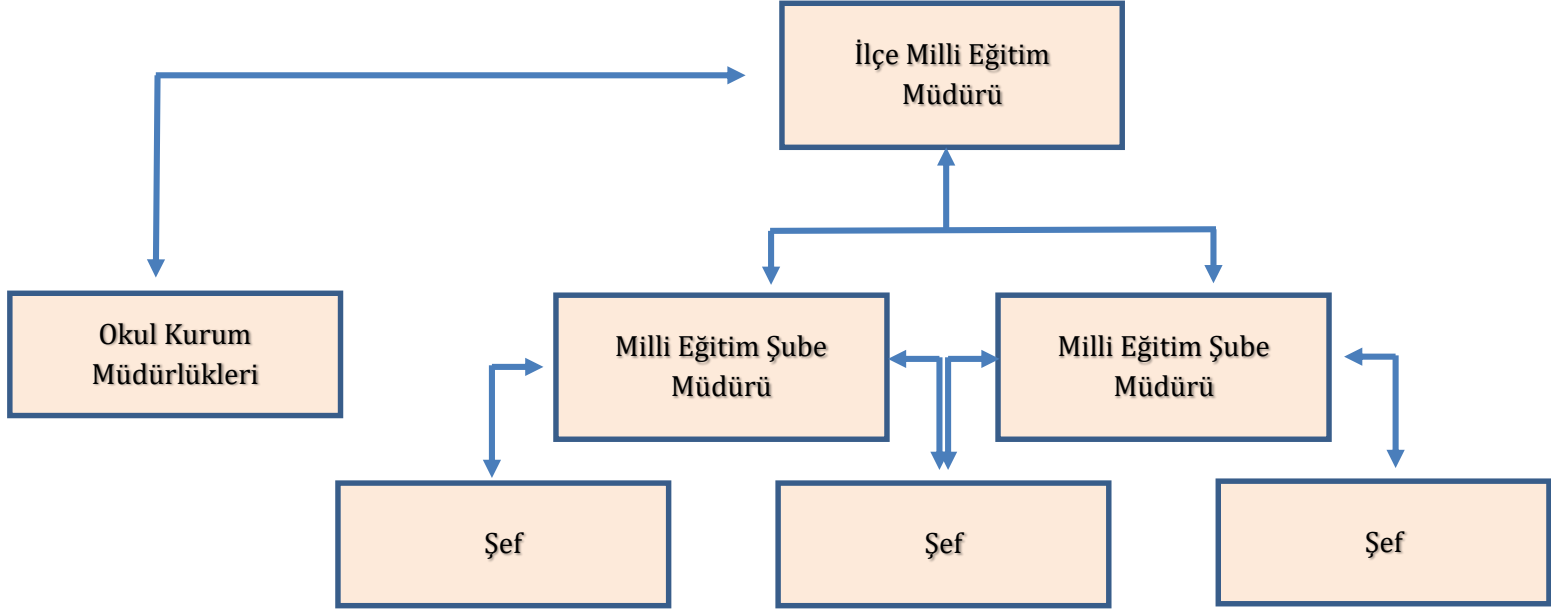 İlçe Milli Eğitim
Müdürü
Okul Kurum
Müdürlükleri
Milli Eğitim Şube
Müdürü
Milli Eğitim Şube
Müdürü
Şef
Şef
Şef